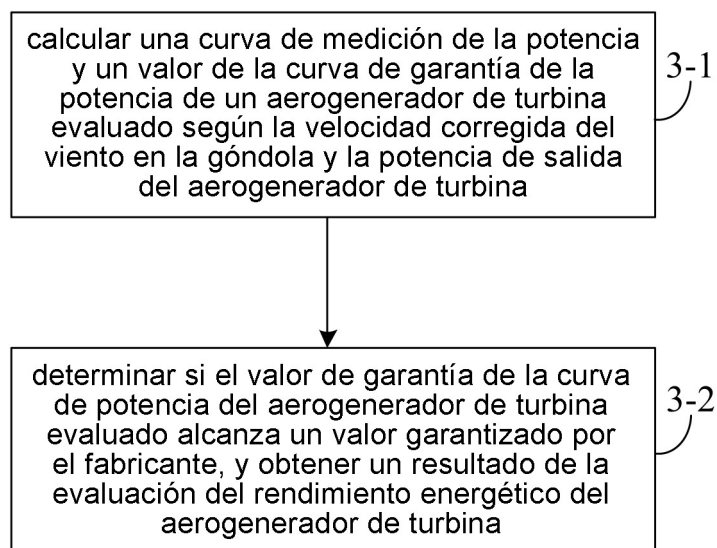 calcular una curva de medición de la potencia
y un valor de la curva de garantía de la
potencia de un aerogenerador de turbina
evaluado según la velocidad corregida del
viento en la góndola y la potencia de salida
del aerogenerador de turbina
3-1
determinar si el valor de garantía de la curva
de potencia del aerogenerador de turbina
evaluado alcanza un valor garantizado por
el fabricante, y obtener un resultado de la
evaluación del rendimiento energético del
aerogenerador de turbina
3-2